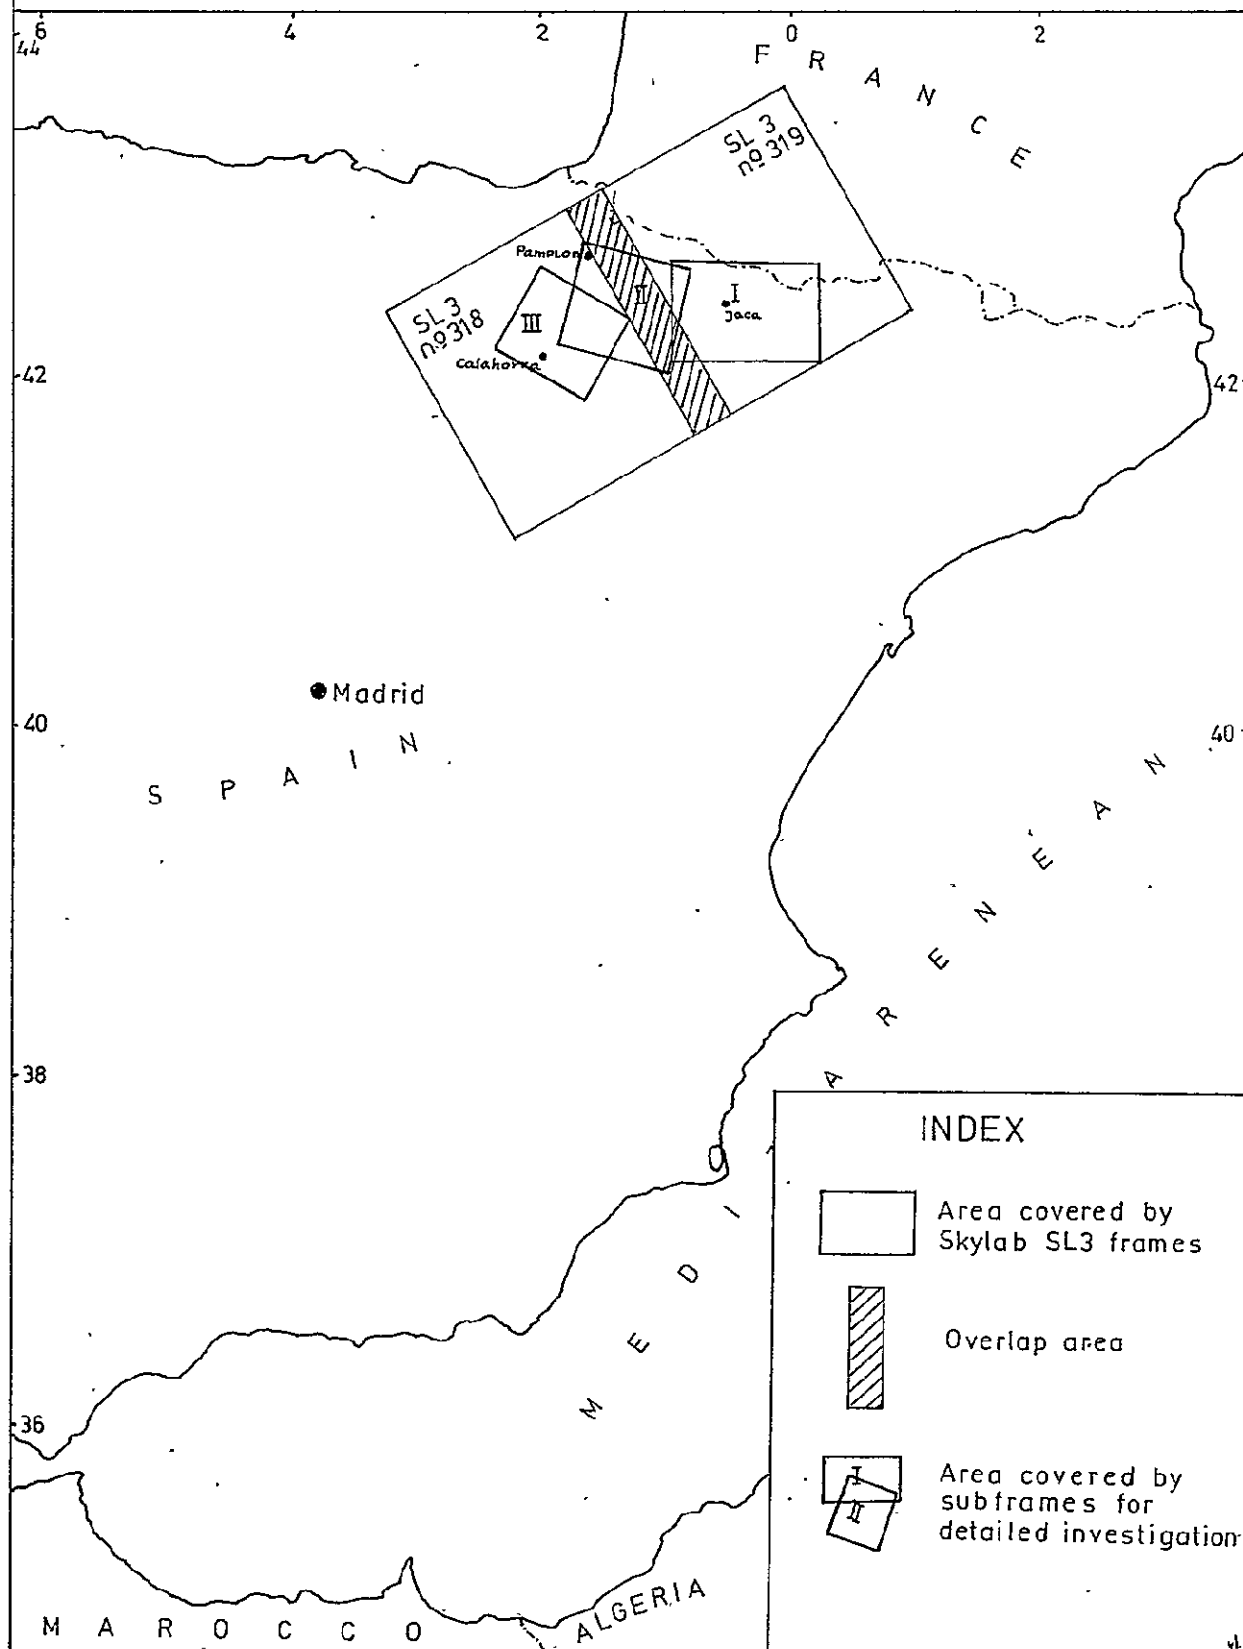 6 4 2 0 2
44
F R A N C E
SL 3
nº 319
Pamplon
SL 3
nº 318
III
II
I
Jaca
Calahorra
42 42
Madrid
40 40
S P A I N
38
M E D I T A R E N E A N
INDEX
Area covered by
Skylab SL3 frames
Overlap area
36
I
II
Area covered by
subframes for
detailed investigation
M A R O C C O
ALGERIA